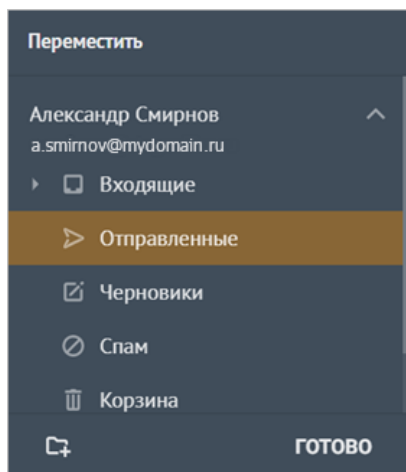 Переместить
Александр Смирнов
a.smirnov@mydomain.ru
Входящие
Отправленные
Черновики
Спам
Корзина
ГОТОВО